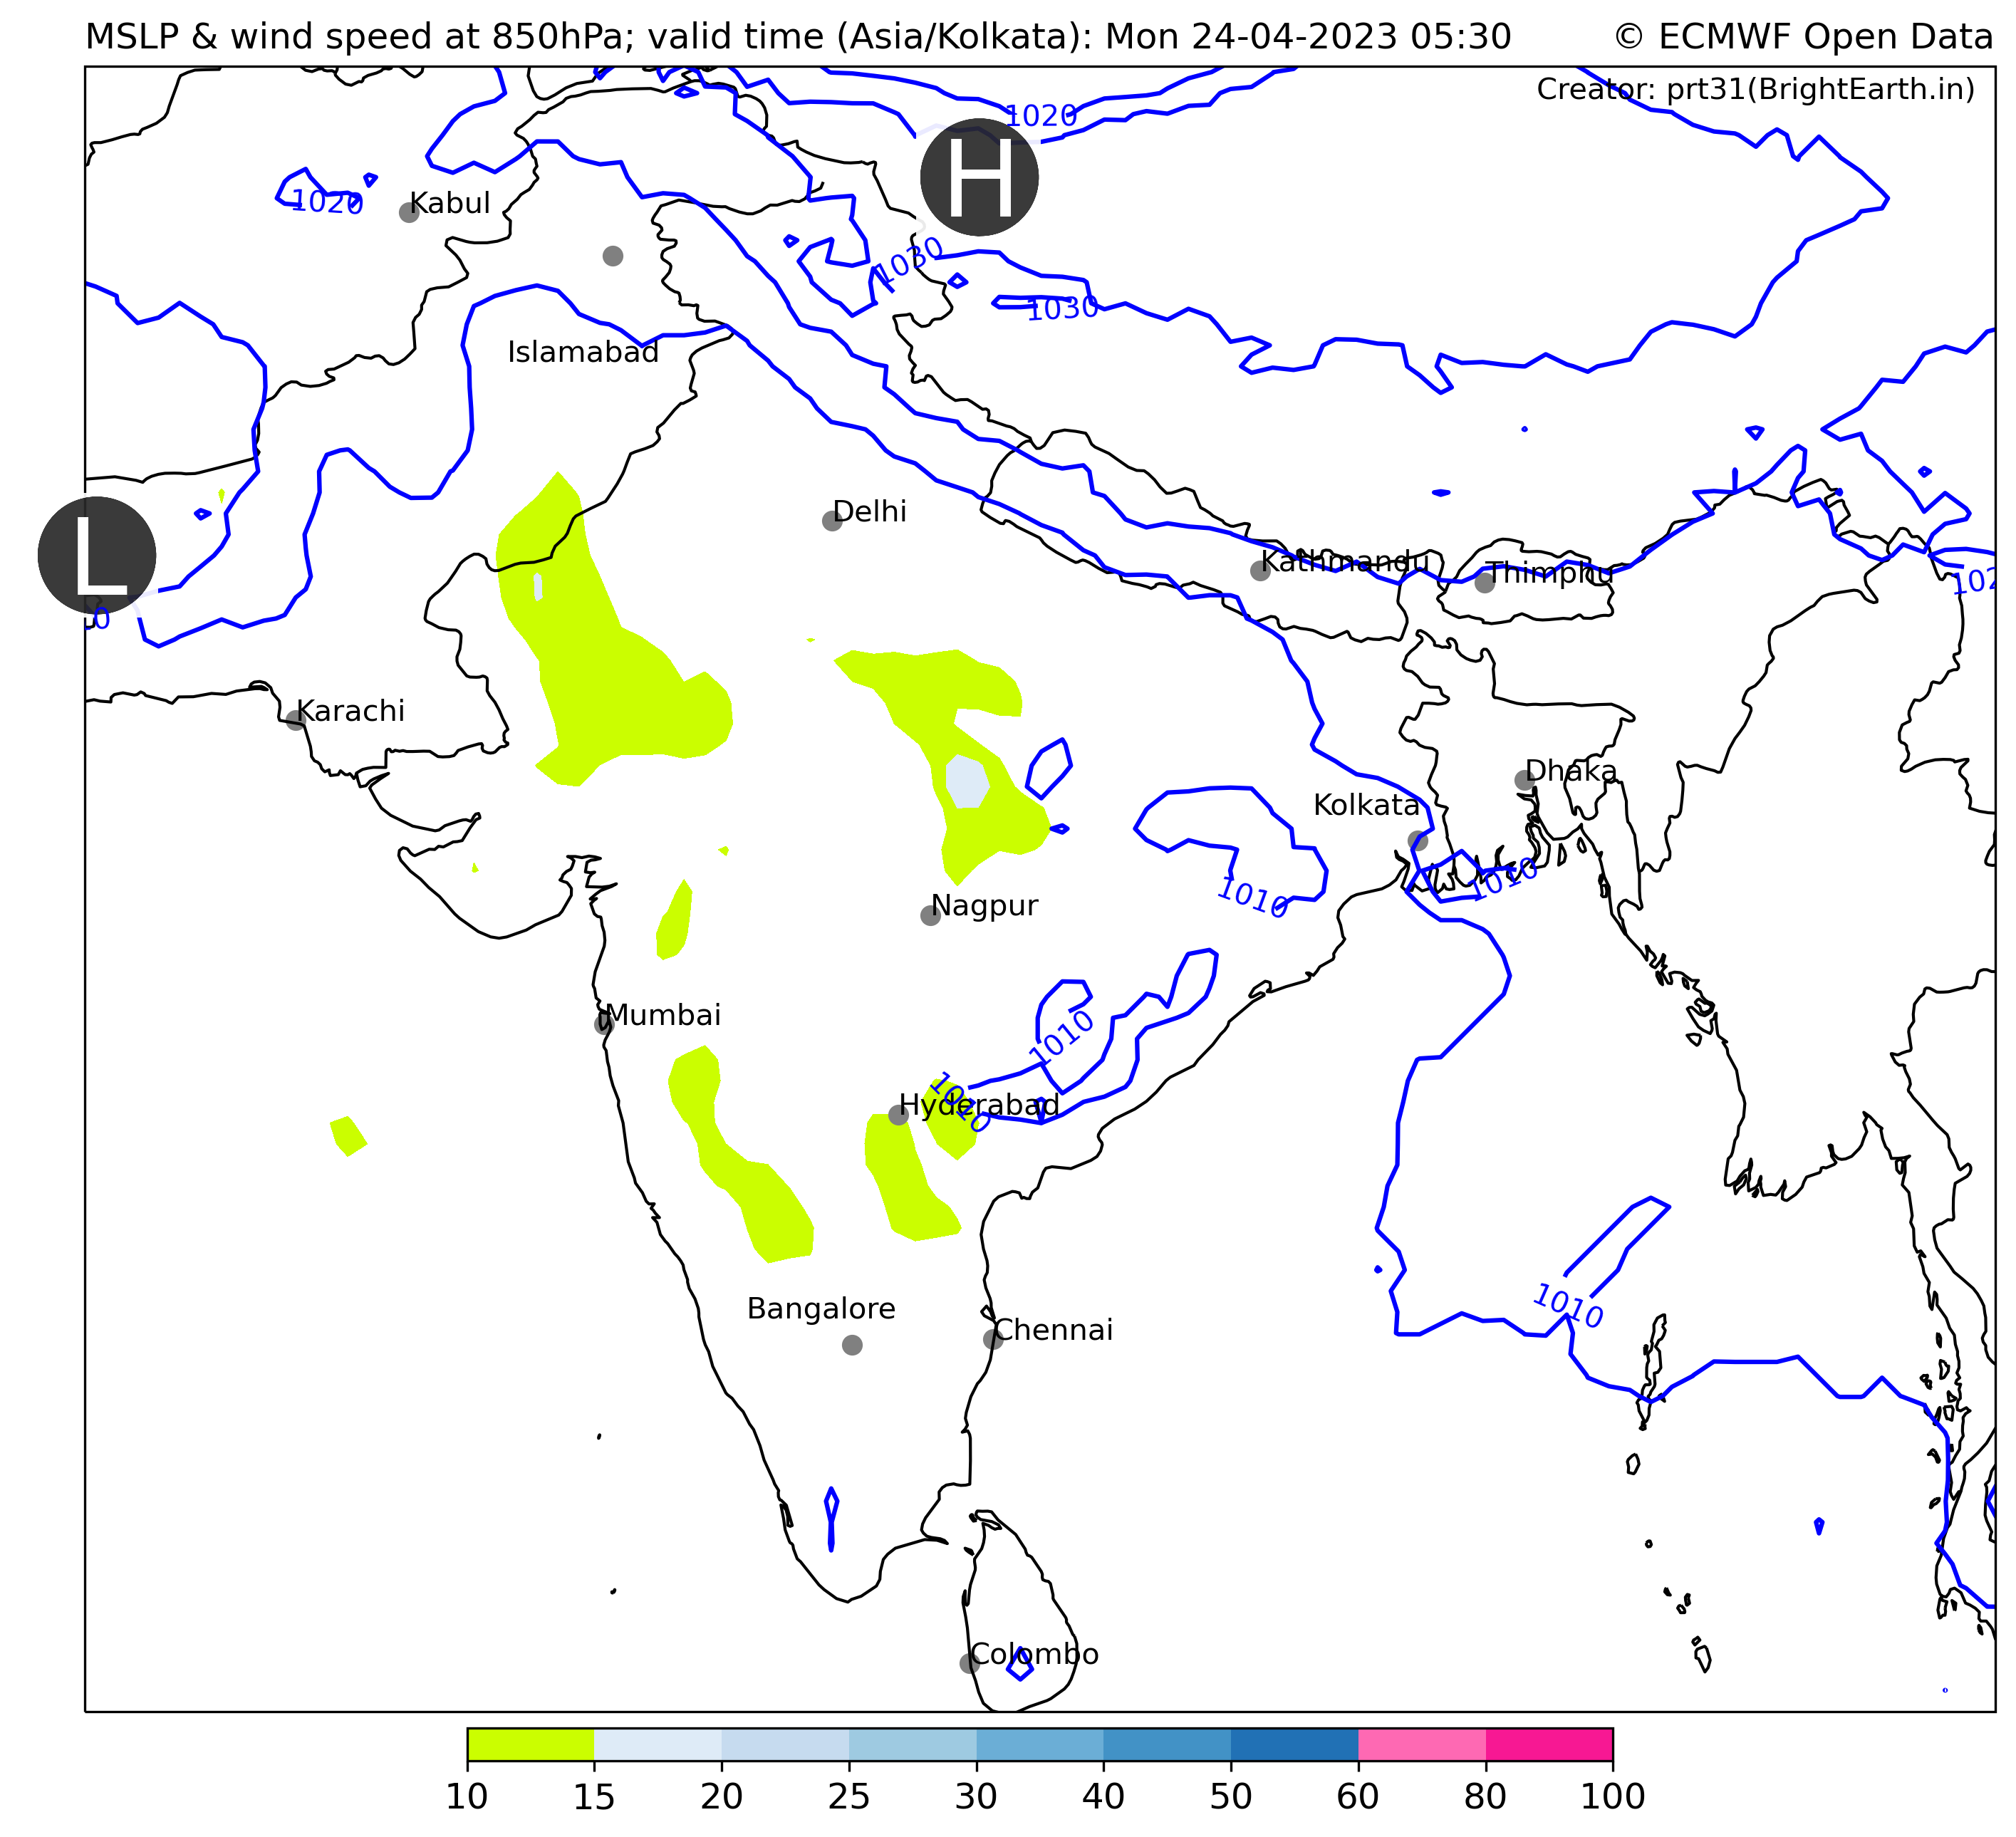 MSLP & wind speed at 850hPa; valid time (Asia/Kolkata): Mon 24-04-2023 05:30
© ECMWF Open Data
Creator: prt31(BrightEarth.in)
1020
H
1020
Kabul
1030
1030
Islamabad
L
Delhi
Kathmandu
Thimphu
0
Karachi
Dhaka
Kolkata
1010
1010
Nagpur
Mumbai
1010
1010
Hyderabad
1010
Bangalore
Chennai
Colombo
10 15 20 25 30 40 50 60 80 100